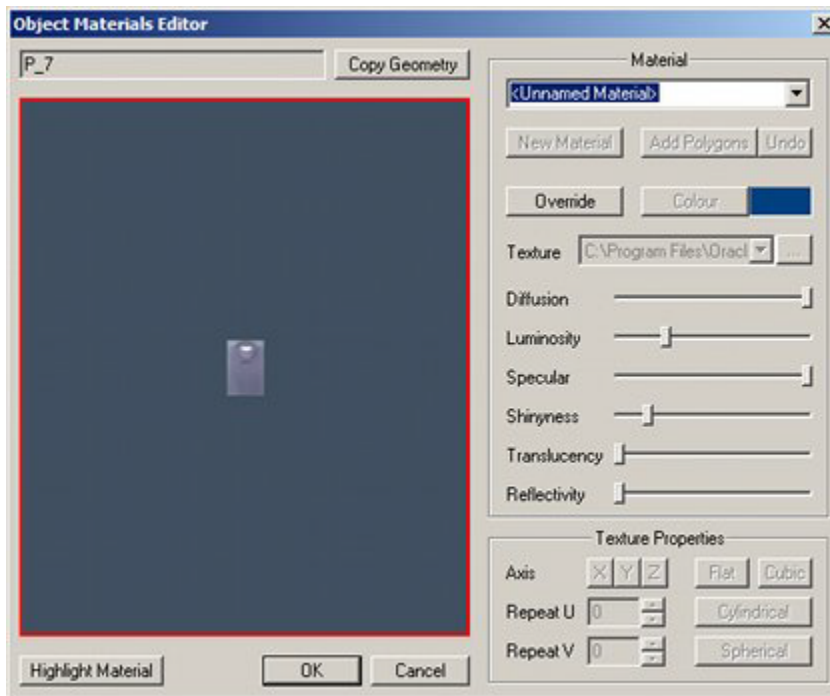 Object Materials Editor
P_7
Copy Geometry
Material
<Unnamed Material>
New Material
Add Polygons
Undo
Override
Colour
Texture
C:\Program Files\Oracl
...
Diffusion
Luminosity
Specular
Shinyness
Translucency
Reflectivity
Texture Properties
Axis
X
Y
Z
Flat
Cubic
Repeat U
0
Cylindrical
Repeat V
0
Spherical
Highlight Material
OK
Cancel